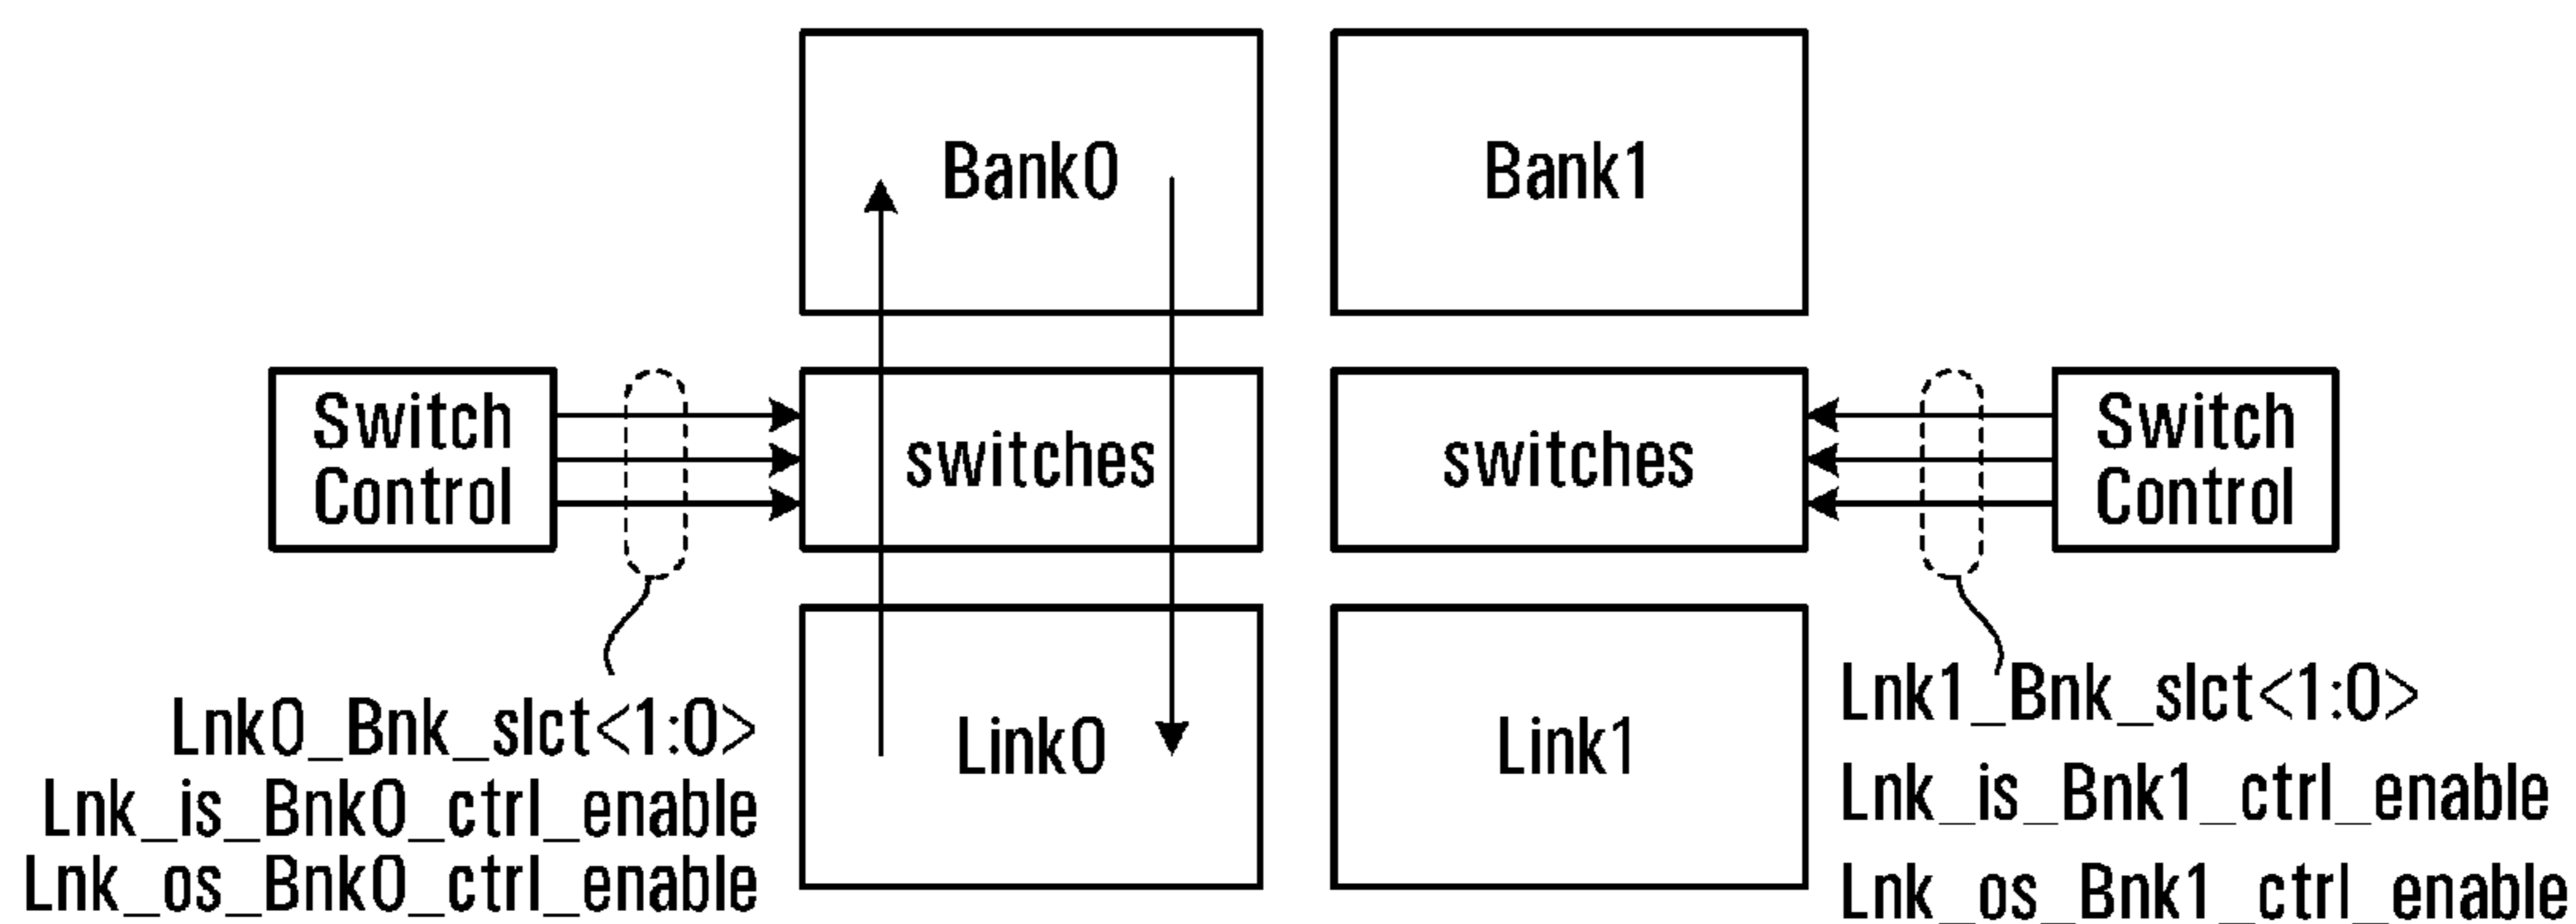 Bank0
Bank1
Switch
Control
switches
switches
Switch
Control
Lnk0_Bnk_slct<1:0>
Lnk_is_Bnk0_ctrl_enable
Lnk_os_Bnk0_ctrl_enable
Link0
Link1
Lnk1_Bnk_slct<1:0>
Lnk_is_Bnk1_ctrl_enable
Lnk_os_Bnk1_ctrl_enable